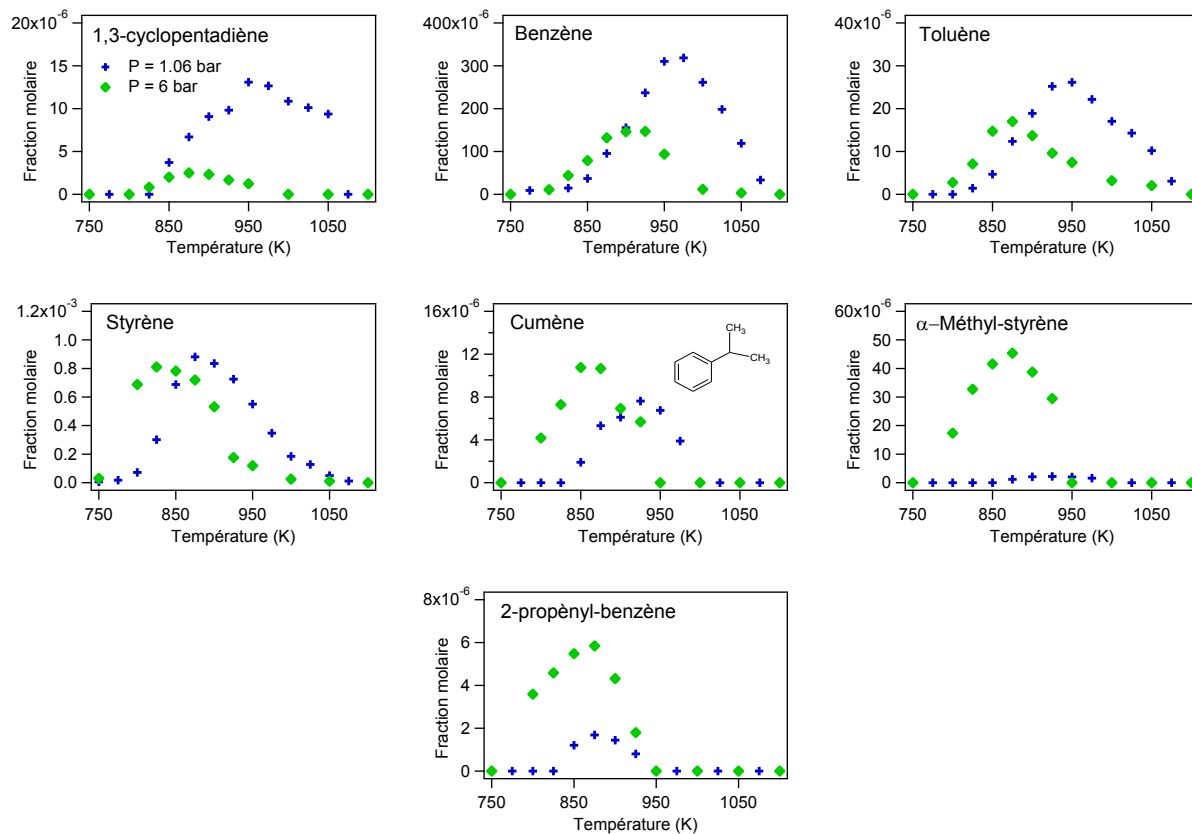 20x10-6
15
10
5
0
Fraction molaire
1,3-cyclopentadiène
P = 1.06 bar
P = 6 bar
750 850 950 1050
Température (K)
400x10-6
300
200
100
0
Fraction molaire
Benzène
750 850 950 1050
Température (K)
40x10-6
30
20
10
0
Fraction molaire
Toluène
750 850 950 1050
Température (K)
1.2x10-3
1.0
0.8
0.6
0.4
0.2
0.0
Fraction molaire
Styrène
750 850 950 1050
Température (K)
16x10-6
12
8
4
0
Fraction molaire
Cumène
CH3
CH3
750 850 950 1050
Température (K)
60x10-6
50
40
30
20
10
0
Fraction molaire
α−Méthyl-styrène
750 850 950 1050
Température (K)
8x10-6
6
4
2
0
Fraction molaire
2-propènyl-benzène
750 850 950 1050
Température (K)